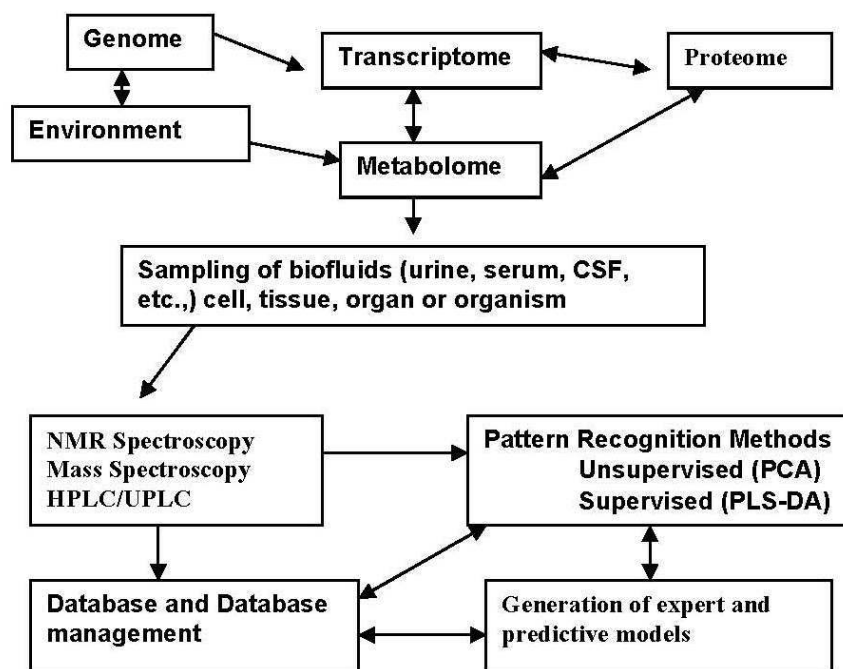 Genome
Transcriptome
Proteome
Environment
Metabolome
Sampling of biofluids (urine, serum, CSF,
etc.,) cell, tissue, organ or organism
NMR Spectroscopy
Mass Spectroscopy
HPLC/UPLC
Pattern Recognition Methods
Unsupervised (PCA)
Supervised (PLS-DA)
Database and Database
management
Generation of expert and
predictive models